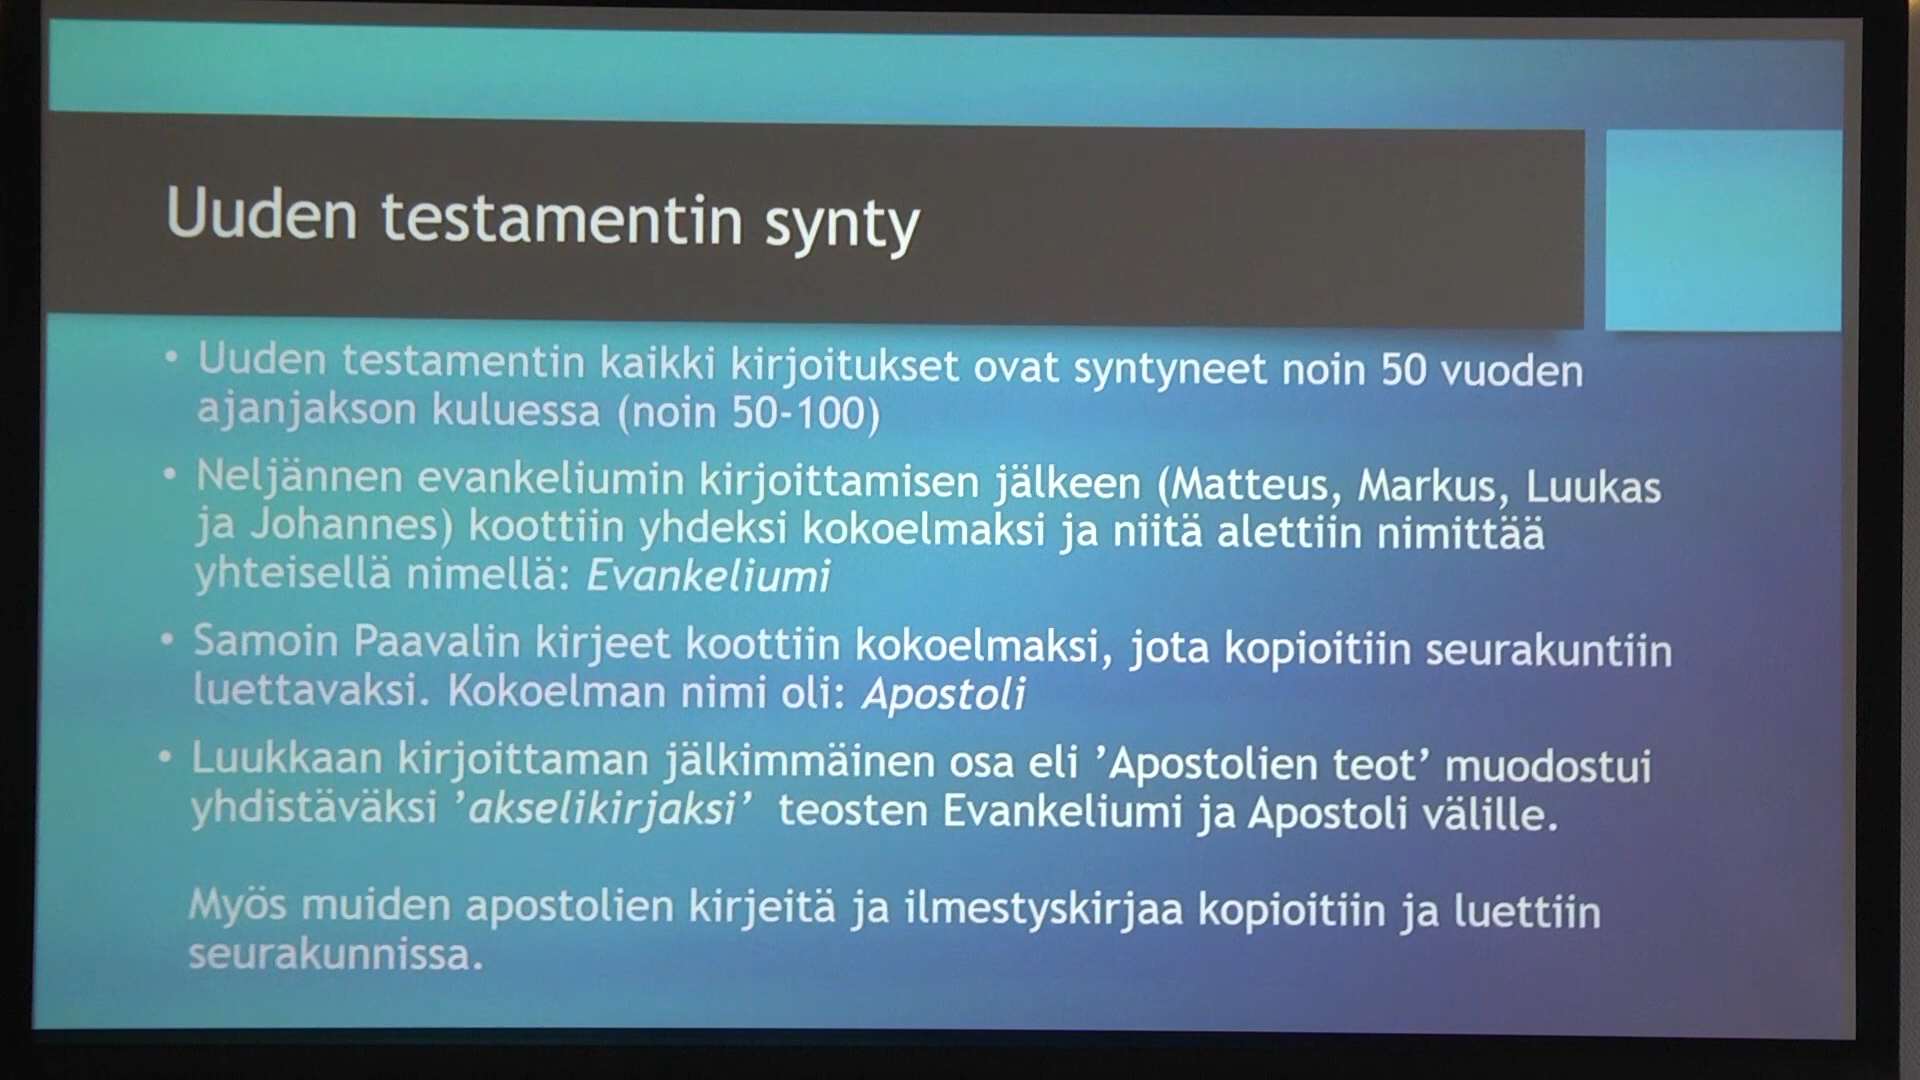 Uuden testamentin synty
• Uuden testamentin kaikki kirjoitukset ovat syntyneet noin 50 vuoden
ajanjakson kuluessa (noin 50-100)
• Neljännen evankeliumin kirjoittamisen jälkeen (Matteus, Markus, Luukas
ja Johannes) koottiin yhdeksi kokoelmaksi ja niitä alettiin nimittää
yhteisellä nimellä: Evankeliumi
• Samoin Paavalin kirjeet koottiin kokoelmaksi, jota kopioitiin seurakuntiin
luettavaksi. Kokoelman nimi oli: Apostoli
• Luukkaan kirjoittaman jälkimmäinen osa eli ’Apostolien teot’ muodostui
yhdistäväksi ’akselikirjaksi’ teosten Evankeliumi ja Apostoli välille.
Myös muiden apostolien kirjeitä ja ilmestyskirjaa kopioitiin ja luettiin
seurakunnissa.